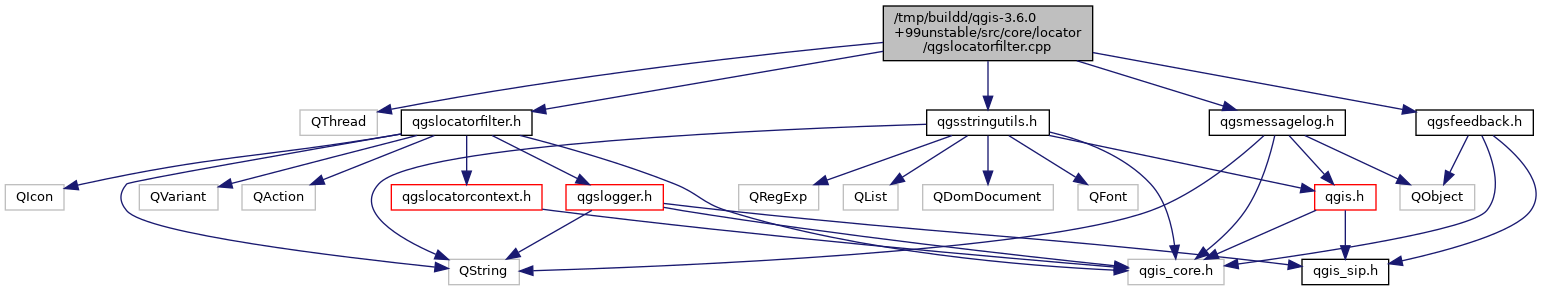 /tmp/buildd/qgis-3.6.0
+99unstable/src/core/locator
/qgslocatorfilter.cpp
QThread
qgslocatorfilter.h
qgsstringutils.h
qgsmessagelog.h
qgsfeedback.h
QIcon
QVariant
QAction
qgslocatorcontext.h
qgslogger.h
QRegExp
QList
QDomDocument
QFont
qgis.h
QObject
QString
qgis_core.h
qgis_sip.h